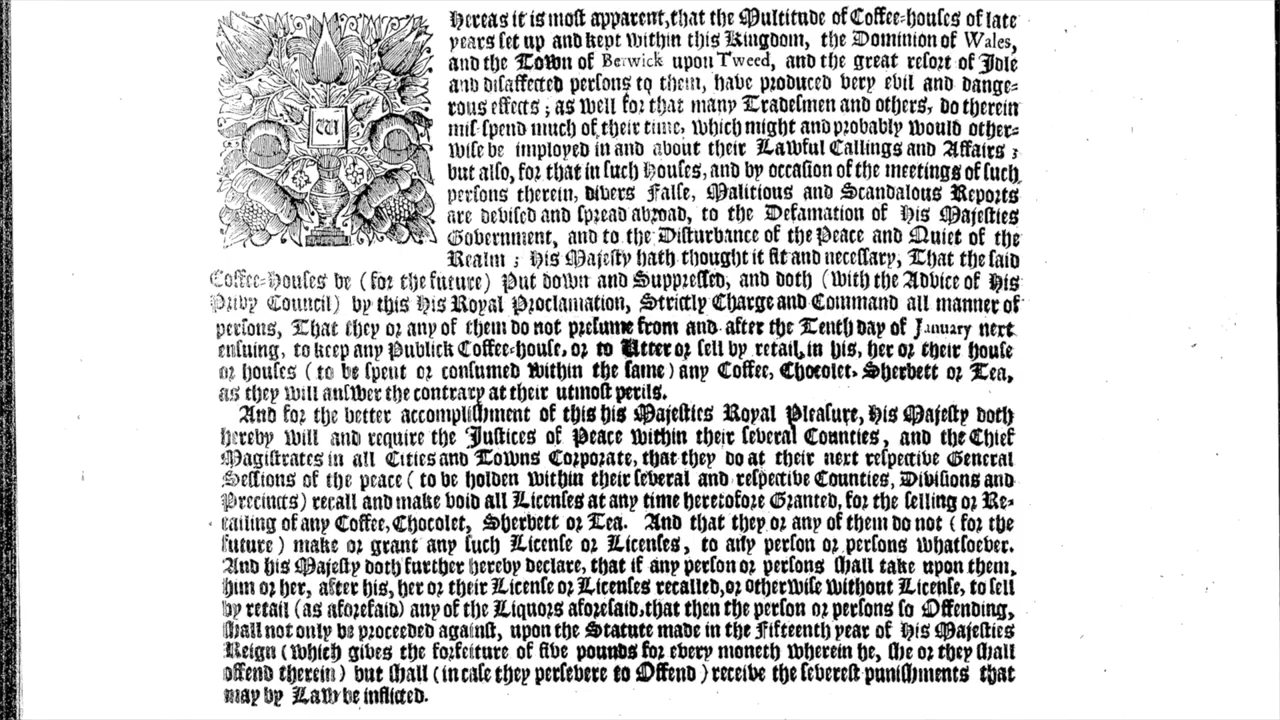 Whereas it is most apparent, that the Multitude of Coffee-houses of late
years set up and kept within this Kingdom, the Dominion of Wales,
and the Town of Berwick upon Tweed, and the great resort of Idle
and disaffected persons to them, have produced very evil and dange-
rous effects; as well for that many Tradesmen and others, do therein
mis-spend much of their time, which might and probably would other-
wise be imployed in and about their Lawful Callings and Affairs;
but also, for that in such Houses, and by occasion of the meetings of such
persons therein, divers False, Malitious and Scandalous Reports
are devised and spread abroad, to the Defamation of His Majesties
Government, and to the Disturbance of the Peace and Quiet of the
Realm; His Majesty hath thought it fit and necessary, That the said
Coffee-Houses be (for the future) Put down and Suppressed, and doth (with the Advice of His
Privy Council) by this His Royal Proclamation, Strictly Charge and Command all manner of
persons, That they or any of them do not presume from and after the Tenth day of January next
ensuing, to keep any Publick Coffee-house, or to Utter or sell by retail, in his, her or their house
or houses (to be spent or consumed within the same) any Coffee, Chocolet, Sherbett or Tea,
as they will answer the contrary at their utmost perils.
And for the better accomplishment of this his Majesties Royal Pleasure, His Majesty doth
hereby will and require the Justices of Peace within their several Counties, and the Chief
Magistrates in all Cities and Towns Corporate, that they do at their next respective General
Sessions of the peace (to be holden within their several and respective Counties, Divisions and
Precincts) recall and make void all Licenses at any time heretofore Granted, for the selling or Re-
tailing of any Coffee, Chocolet, Sherbett or Tea. And that they or any of them do not (for the
future) make or grant any such License or Licenses, to any person or persons whatsoever.
And his Majesty doth further hereby declare, that if any person or persons shall take upon them,
him or her, after his, her or their License or Licenses recalled, or otherwise without License, to sell
by retail (as aforesaid) any of the Liquors aforesaid, that then the person or persons so Offending,
shall not only be proceeded against, upon the Statute made in the Fifteenth year of His Majesties
Reign (which gives the forfeiture of five pounds for every moneth wherein he, she or they shall
offend therein) but shall (in case they persevere to Offend) receive the severest punishments that
may by Law be inflicted.